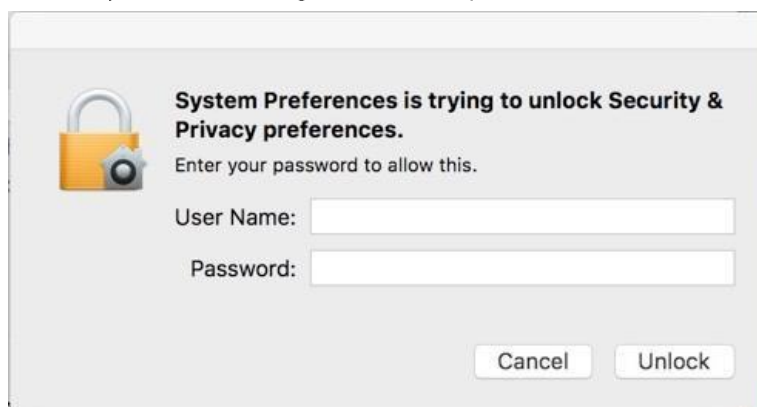 System Preferences is trying to unlock Security &
Privacy preferences.
Enter your password to allow this.
User Name:
Password:
Cancel
Unlock